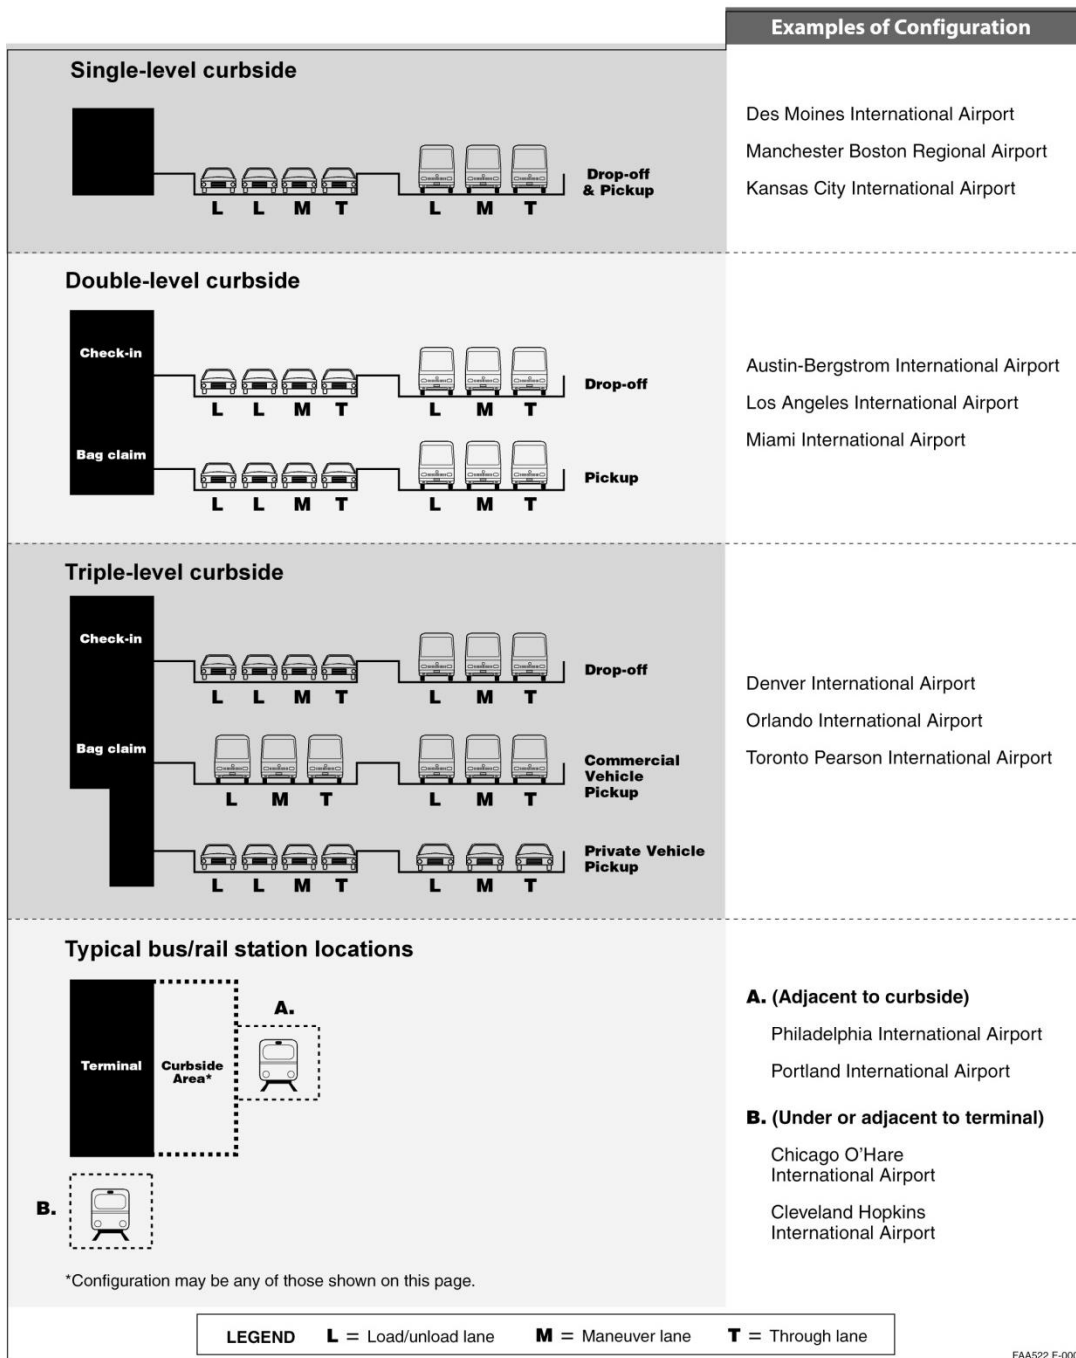 Examples of Configuration
Single-level curbside
Des Moines International Airport
Manchester Boston Regional Airport
Kansas City International Airport
Drop-off
& Pickup
L L M T L M T
Double-level curbside
Check-in
Drop-off
L L M T L M T
Bag claim
Pickup
L L M T L M T
Austin-Bergstrom International Airport
Los Angeles International Airport
Miami International Airport
Triple-level curbside
Check-in
Drop-off
L L M T L M T
Bag claim
Commercial
Vehicle
Pickup
L M T L M T
Private Vehicle
Pickup
L L M T L M T
Denver International Airport
Orlando International Airport
Toronto Pearson International Airport
Typical bus/rail station locations
A.
Terminal
Curbside
Area*
B.
*Configuration may be any of those shown on this page.
A. (Adjacent to curbside)
Philadelphia International Airport
Portland International Airport
B. (Under or adjacent to terminal)
Chicago O'Hare
International Airport
Cleveland Hopkins
International Airport
LEGEND L = Load/unload lane M = Maneuver lane T = Through lane